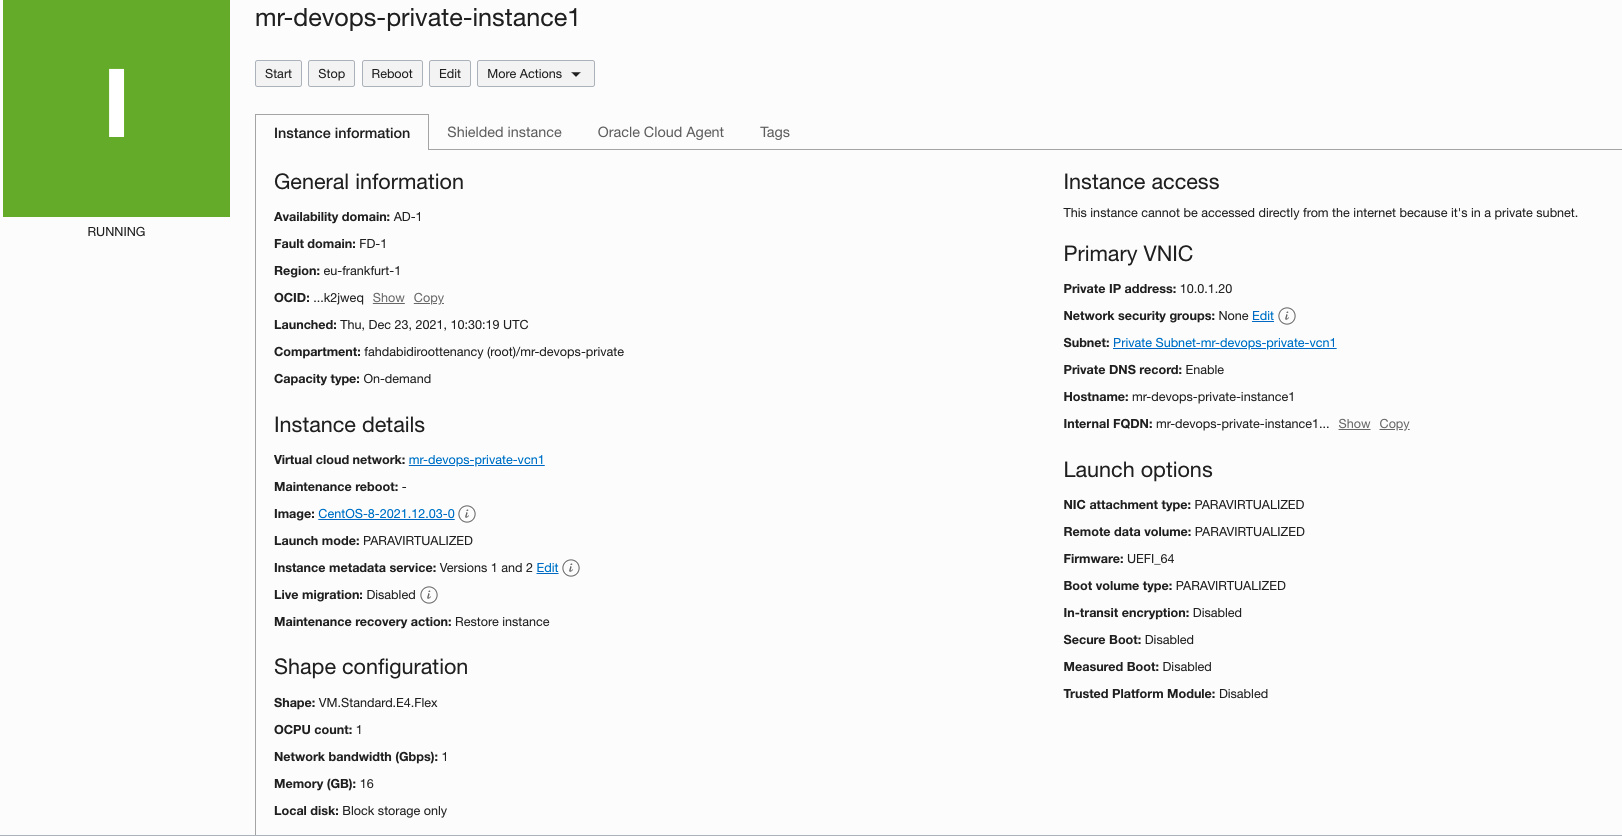 I
RUNNING
mr-devops-private-instance1
Start Stop Reboot Edit More Actions
Instance information Shielded instance Oracle Cloud Agent Tags
General information
Availability domain: AD-1
Fault domain: FD-1
Region: eu-frankfurt-1
OCID: ...k2jweq Show Copy
Launched: Thu, Dec 23, 2021, 10:30:19 UTC
Compartment: fahdabidiroottenancy (root)/mr-devops-private
Capacity type: On-demand
Instance details
Virtual cloud network: mr-devops-private-vcn1
Maintenance reboot: -
Image: CentOS-8-2021.12.03-0 i
Launch mode: PARAVIRTUALIZED
Instance metadata service: Versions 1 and 2 Edit i
Live migration: Disabled i
Maintenance recovery action: Restore instance
Shape configuration
Shape: VM.Standard.E4.Flex
OCPU count: 1
Network bandwidth (Gbps): 1
Memory (GB): 16
Local disk: Block storage only
Instance access
This instance cannot be accessed directly from the internet because it's in a private subnet.
Primary VNIC
Private IP address: 10.0.1.20
Network security groups: None Edit i
Subnet: Private Subnet-mr-devops-private-vcn1
Private DNS record: Enable
Hostname: mr-devops-private-instance1
Internal FQDN: mr-devops-private-instance1... Show Copy
Launch options
NIC attachment type: PARAVIRTUALIZED
Remote data volume: PARAVIRTUALIZED
Firmware: UEFI_64
Boot volume type: PARAVIRTUALIZED
In-transit encryption: Disabled
Secure Boot: Disabled
Measured Boot: Disabled
Trusted Platform Module: Disabled